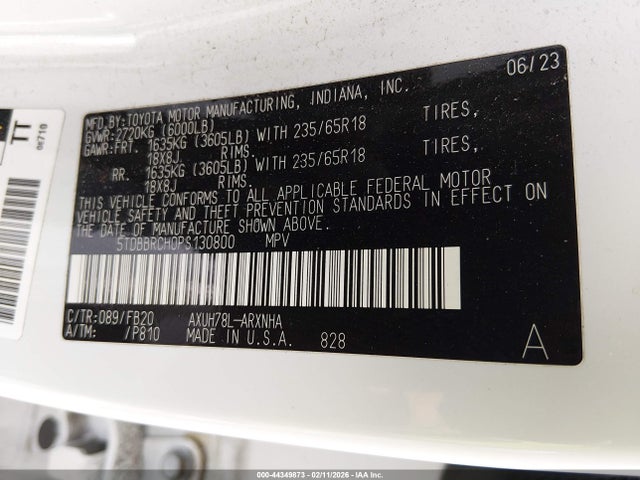 06/23
MFD.BY:TOYOTA MOTOR MANUFACTURING, INDIANA, INC.
GVWR:2720KG (6000LB)
GAWR:FRT. 1635KG (3605LB) WITH 235/65R18 TIRES,
18X8J, RIMS,
RR. 1635KG (3605LB) WITH 235/65R18 TIRES,
18X8J, RIMS.
THIS VEHICLE CONFORMS TO ALL APPLICABLE FEDERAL MOTOR
VEHICLE SAFETY AND THEFT PREVENTION STANDARDS IN EFFECT ON
THE DATE OF MANUFACTURE SHOWN ABOVE.
5TDBBRCH0PS130800 MPV
C/TR:089/FB20 AXUH78L-ARXNHA
A/TM: /P810 MADE IN U.S.A. 828
A
TT
00-44349873 - 02/11/2026 - IAA Inc.